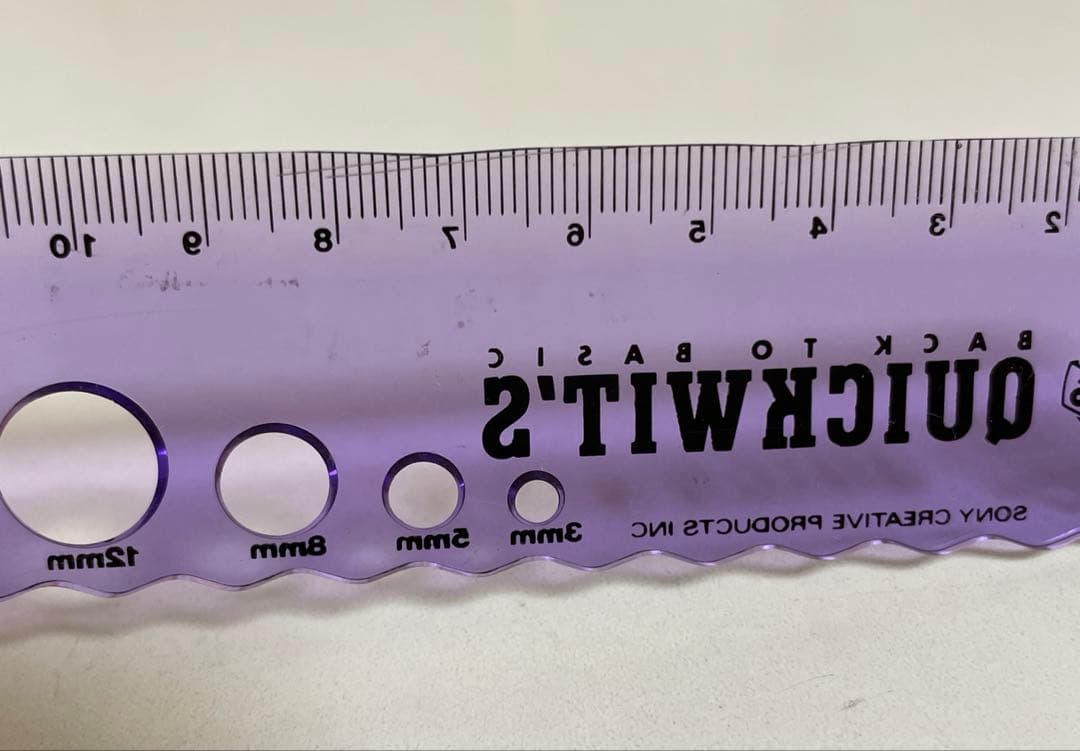 2 3 4 5 6 7 8 9 10
BACK TO BASIC
QUICKWIT'S
SONY CREATIVE PRODUCTS INC
3mm 5mm 8mm 12mm